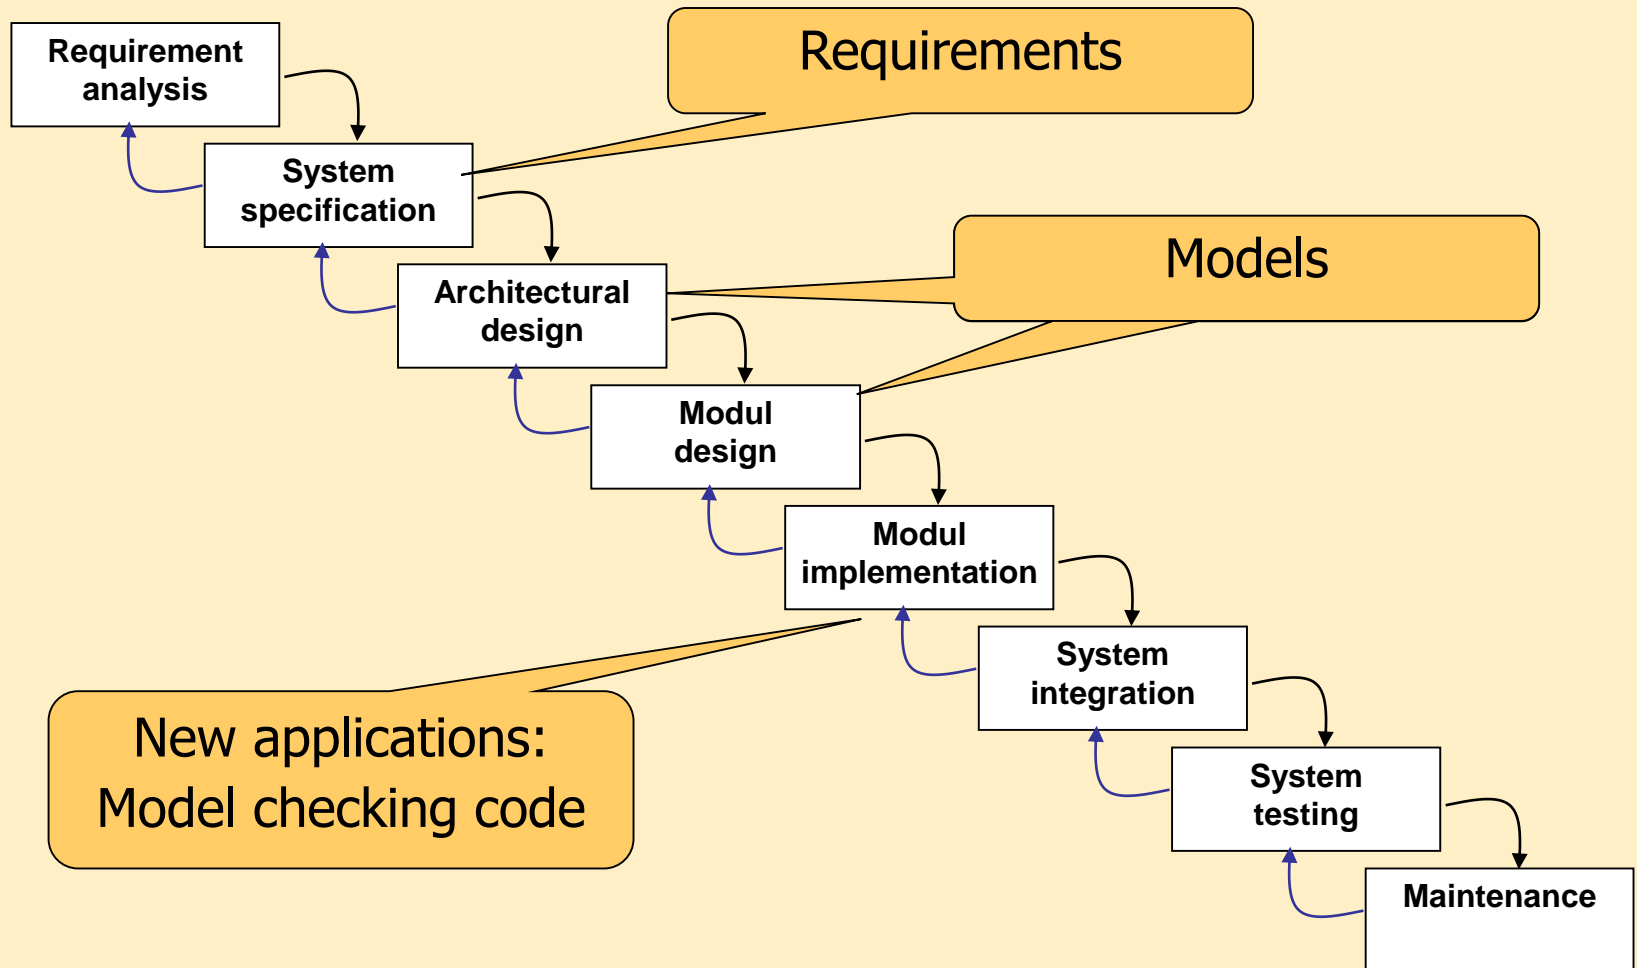 Requirement
analysis
Requirements
System
specification
Models
Architectural
design
Modul
design
Modul
implementation
System
integration
New applications:
Model checking code
System
testing
Maintenance